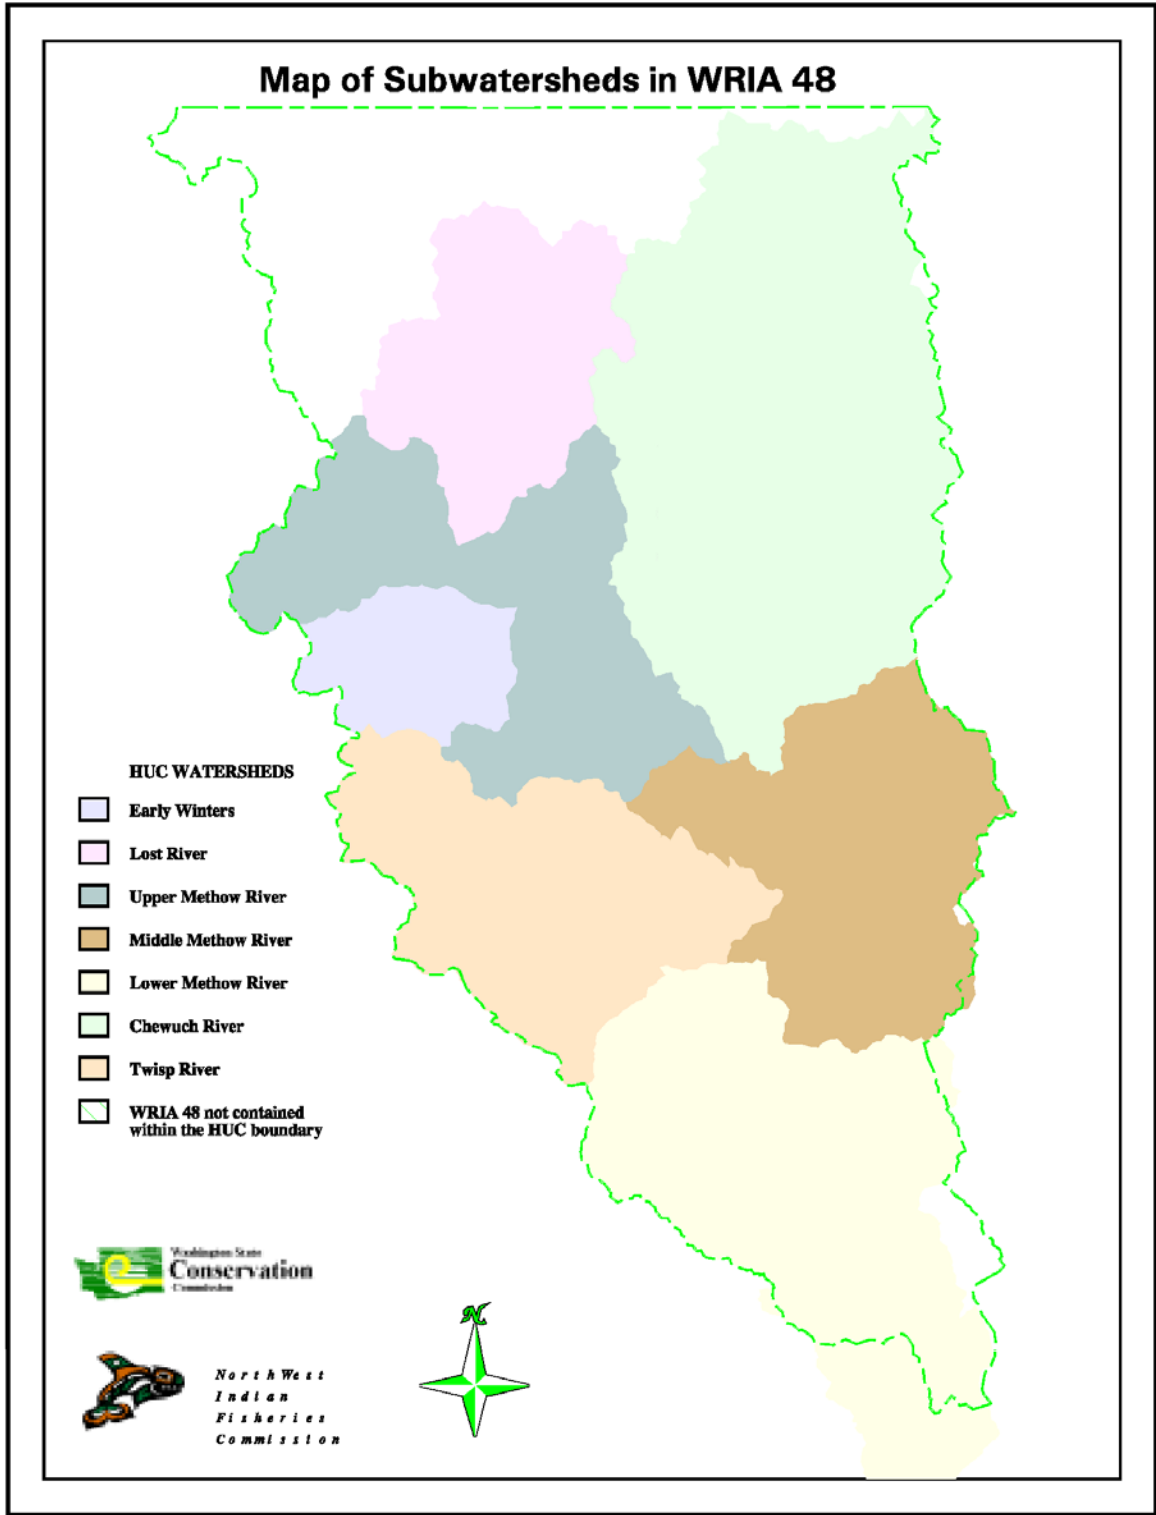 Map of Subwatersheds in WRIA 48
HUC WATERSHEDS
Early Winters
Lost River
Upper Methow River
Middle Methow River
Lower Methow River
Chewuch River
Twisp River
WRIA 48 not contained
within the HUC boundary
Washington State
Conservation
Commission
N
NorthWest
Indian
Fisheries
Commission